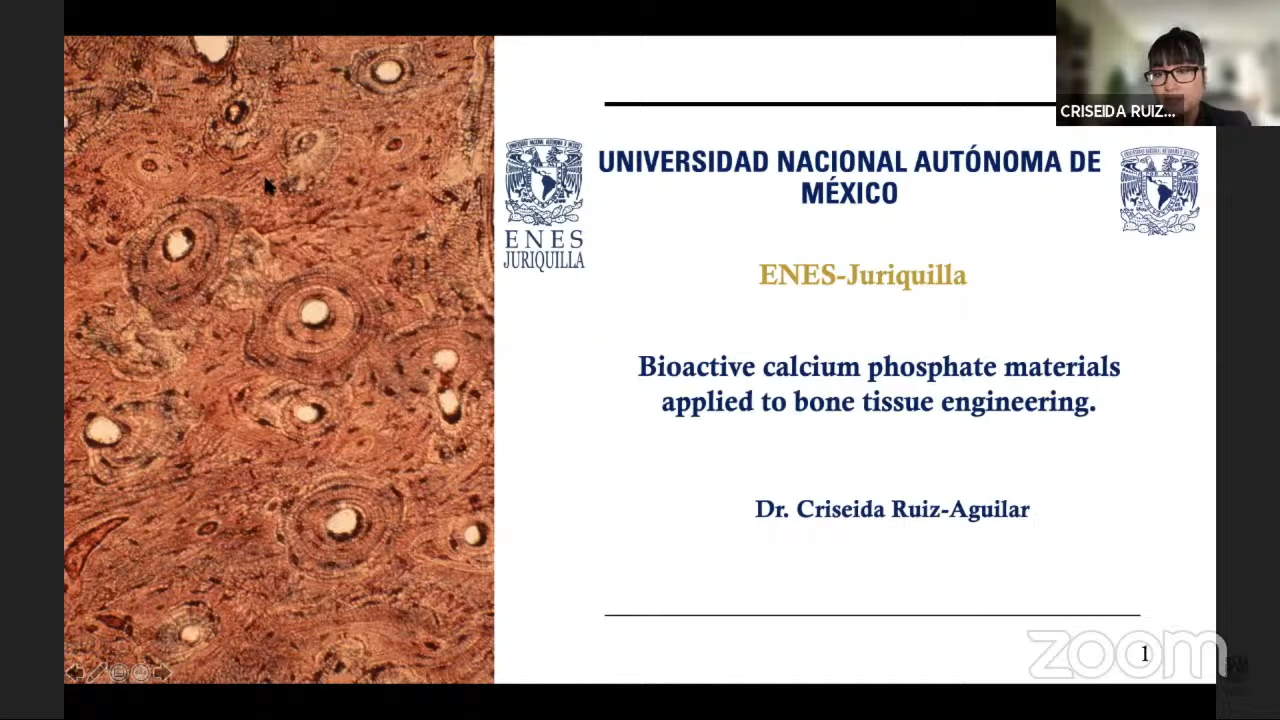 CRISEIDA RUIZ...
UNIVERSIDAD NACIONAL AUTÓNOMA DE
MÉXICO
ENES
JURIQUILLA
ENES-Juriquilla
Bioactive calcium phosphate materials
applied to bone tissue engineering.
Dr. Criseida Ruiz-Aguilar
zoom
1